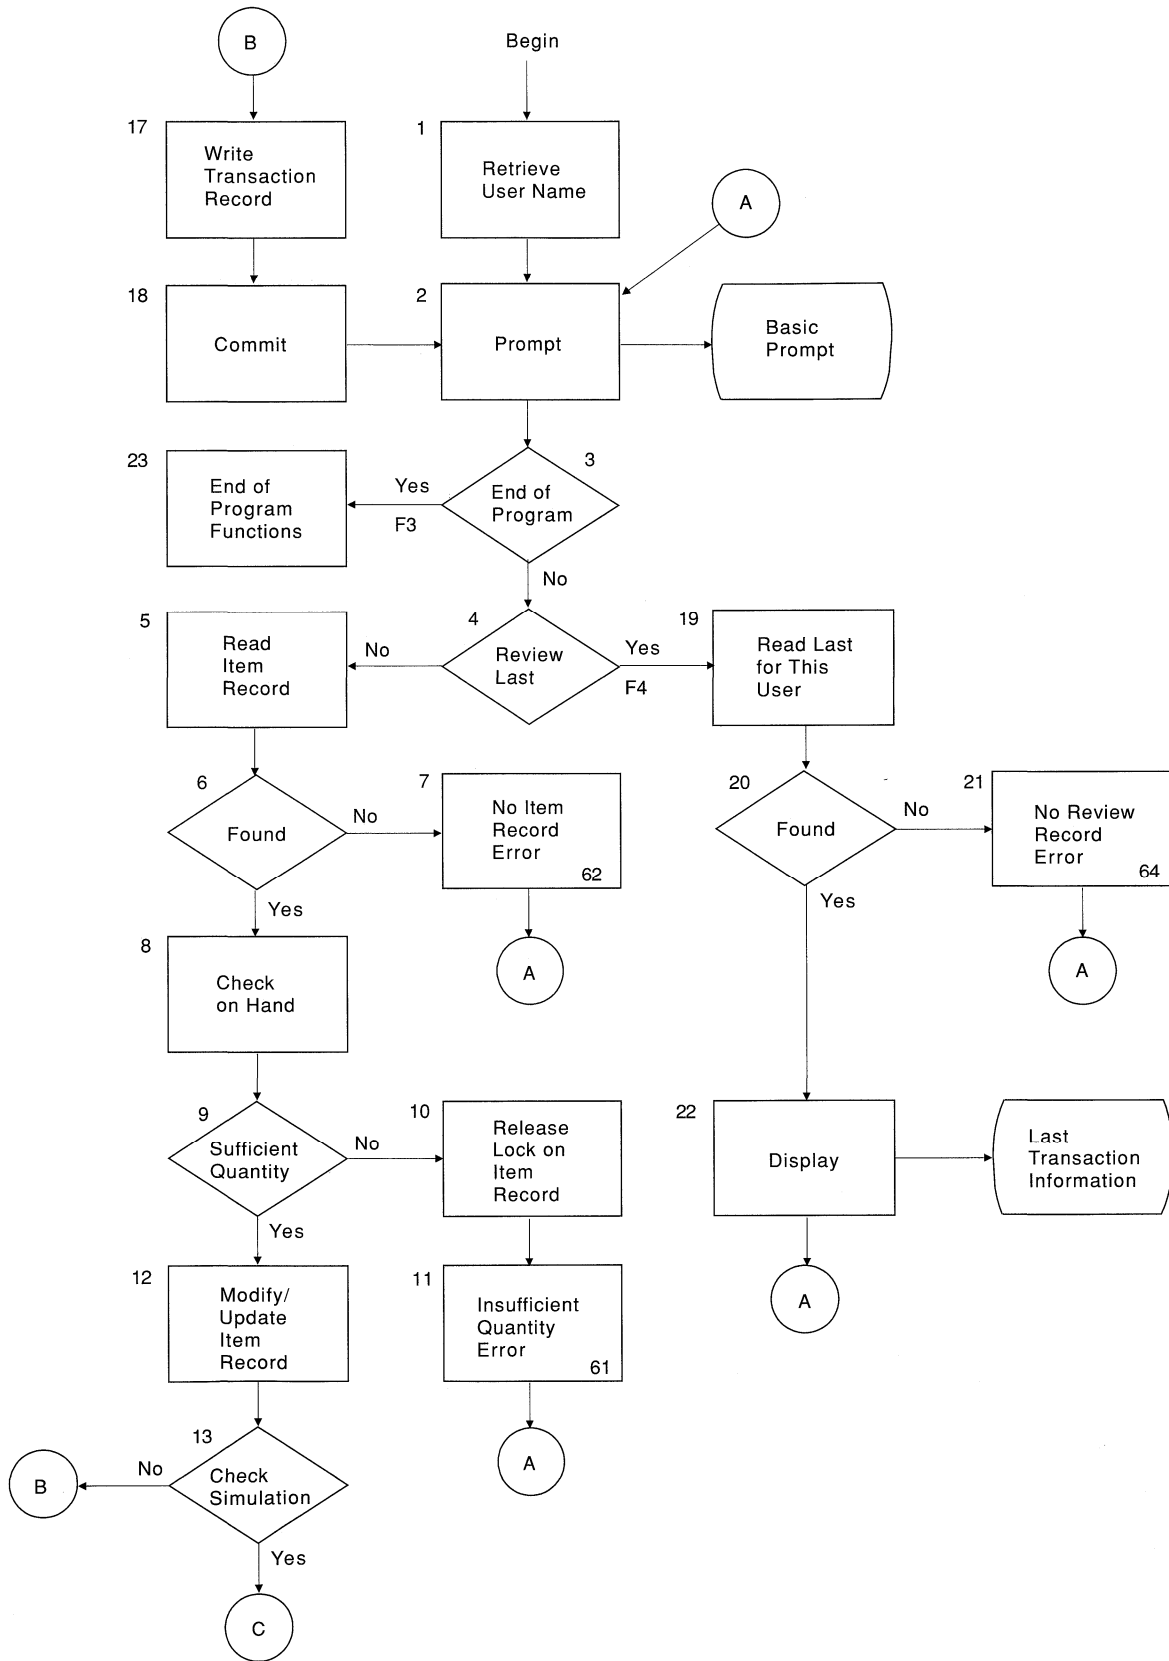 B
Begin
17
Write
Transaction
Record
1
Retrieve
User Name
A
18
Commit
2
Prompt
Basic
Prompt
23
End of
Program
Functions
Yes
F3
3
End of
Program
No
5
Read
Item
Record
No
4
Review
Last
Yes
F4
19
Read Last
for This
User
6
Found
No
7
No Item
Record
Error
62
20
Found
No
21
No Review
Record
Error
64
Yes
Yes
8
Check
on Hand
A
A
9
Sufficient
Quantity
No
10
Release
Lock on
Item
Record
22
Display
Last
Transaction
Information
Yes
12
Modify/
Update
Item
Record
11
Insufficient
Quantity
Error
61
A
13
Check
Simulation
No
B
A
Yes
C